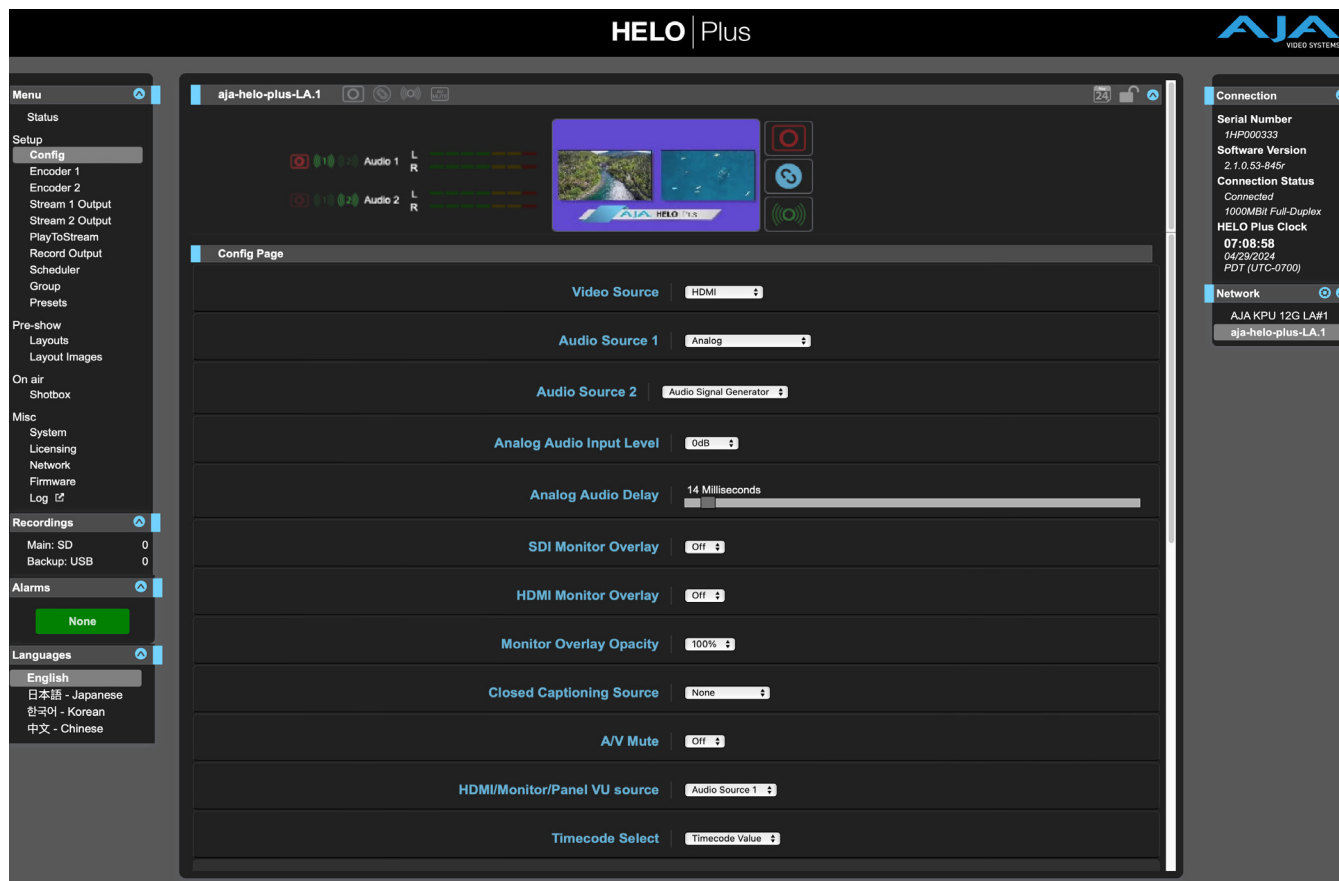 HELO Plus
AJA
VIDEO SYSTEMS
Menu
Status
Setup
Config
Encoder 1
Encoder 2
Stream 1 Output
Stream 2 Output
PlayToStream
Record Output
Scheduler
Group
Presets
Pre-show
Layouts
Layout Images
On air
Shotbox
Misc
System
Licensing
Network
Firmware
Log
Recordings
Main: SD 0
Backup: USB 0
Alarms
None
Languages
English
日本語 - Japanese
한국어 - Korean
中文 - Chinese
aja-helo-plus-LA.1
24
Audio 1 L
R
Audio 2 L
R
AJA HELO Plus
Config Page
Video Source HDMI
Audio Source 1 Analog
Audio Source 2 Audio Signal Generator
Analog Audio Input Level 0dB
Analog Audio Delay 14 Milliseconds
SDI Monitor Overlay Off
HDMI Monitor Overlay Off
Monitor Overlay Opacity 100%
Closed Captioning Source None
A/V Mute Off
HDMI/Monitor/Panel VU source Audio Source 1
Timecode Select Timecode Value
Connection
Serial Number
1HP000333
Software Version
2.1.0.53-845r
Connection Status
Connected
1000MBit Full-Duplex
HELO Plus Clock
07:08:58
04/29/2024
PDT (UTC-0700)
Network
AJA KPU 12G LA#1
aja-helo-plus-LA.1